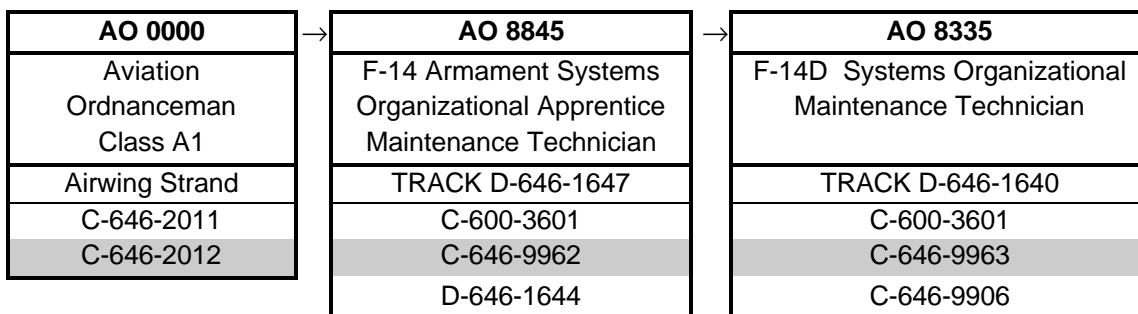 AO 0000 → AO 8845 → AO 8335
Aviation
Ordnanceman
Class A1
F-14 Armament Systems
Organizational Apprentice
Maintenance Technician
F-14D Systems Organizational
Maintenance Technician
Airwing Strand
TRACK D-646-1647
TRACK D-646-1640
C-646-2011
C-600-3601
C-600-3601
C-646-2012
C-646-9962
C-646-9963
D-646-1644
C-646-9906